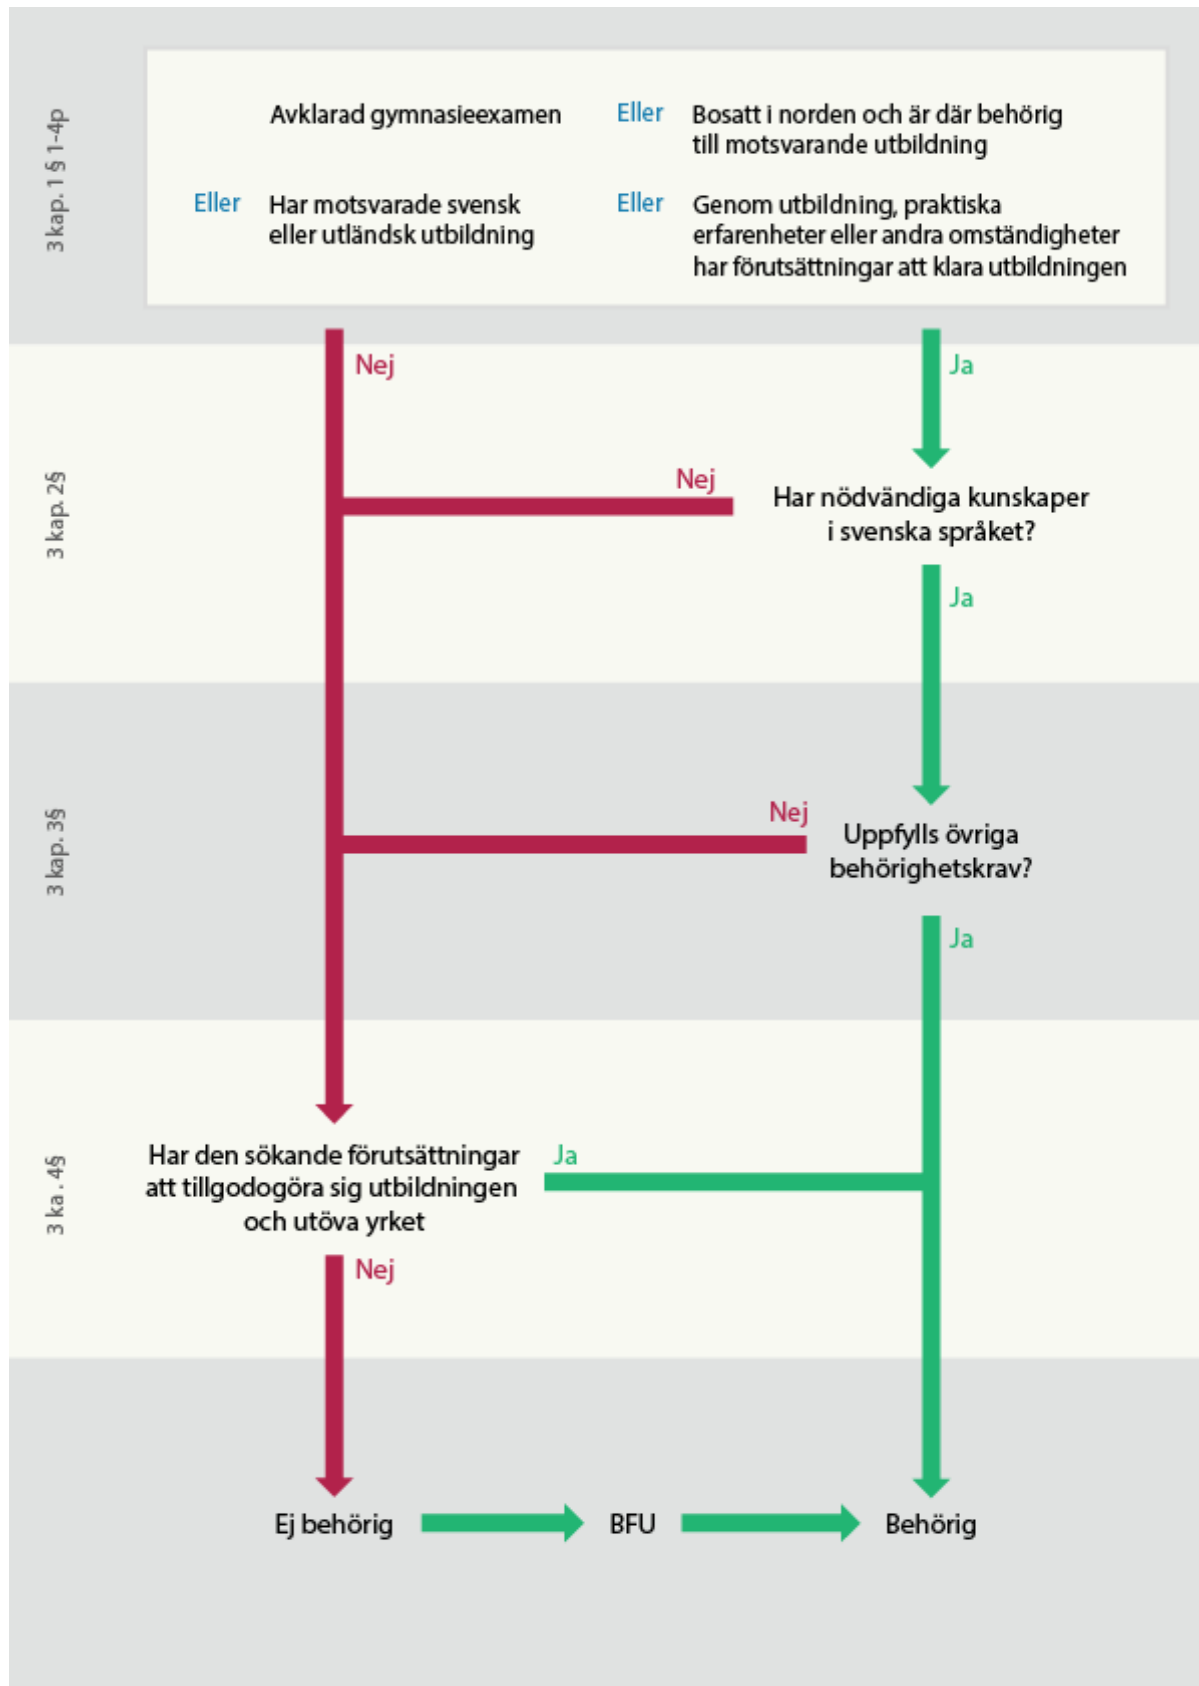 3 kap. 1 § 1-4p
Avklarad gymnasieexamen
Eller
Bosatt i norden och är där behörig
till motsvarande utbildning
Eller
Har motsvarade svensk
eller utländsk utbildning
Eller
Genom utbildning, praktiska
erfarenheter eller andra omständigheter
har förutsättningar att klara utbildningen
Nej
Ja
3 kap. 2§
Nej
Har nödvändiga kunskaper
i svenska språket?
Ja
3 kap. 3§
Nej
Uppfylls övriga
behörighetskrav?
Ja
3 ka . 4§
Har den sökande förutsättningar
att tillgodogöra sig utbildningen
och utöva yrket
Ja
Nej
Ej behörig
BFU
Behörig